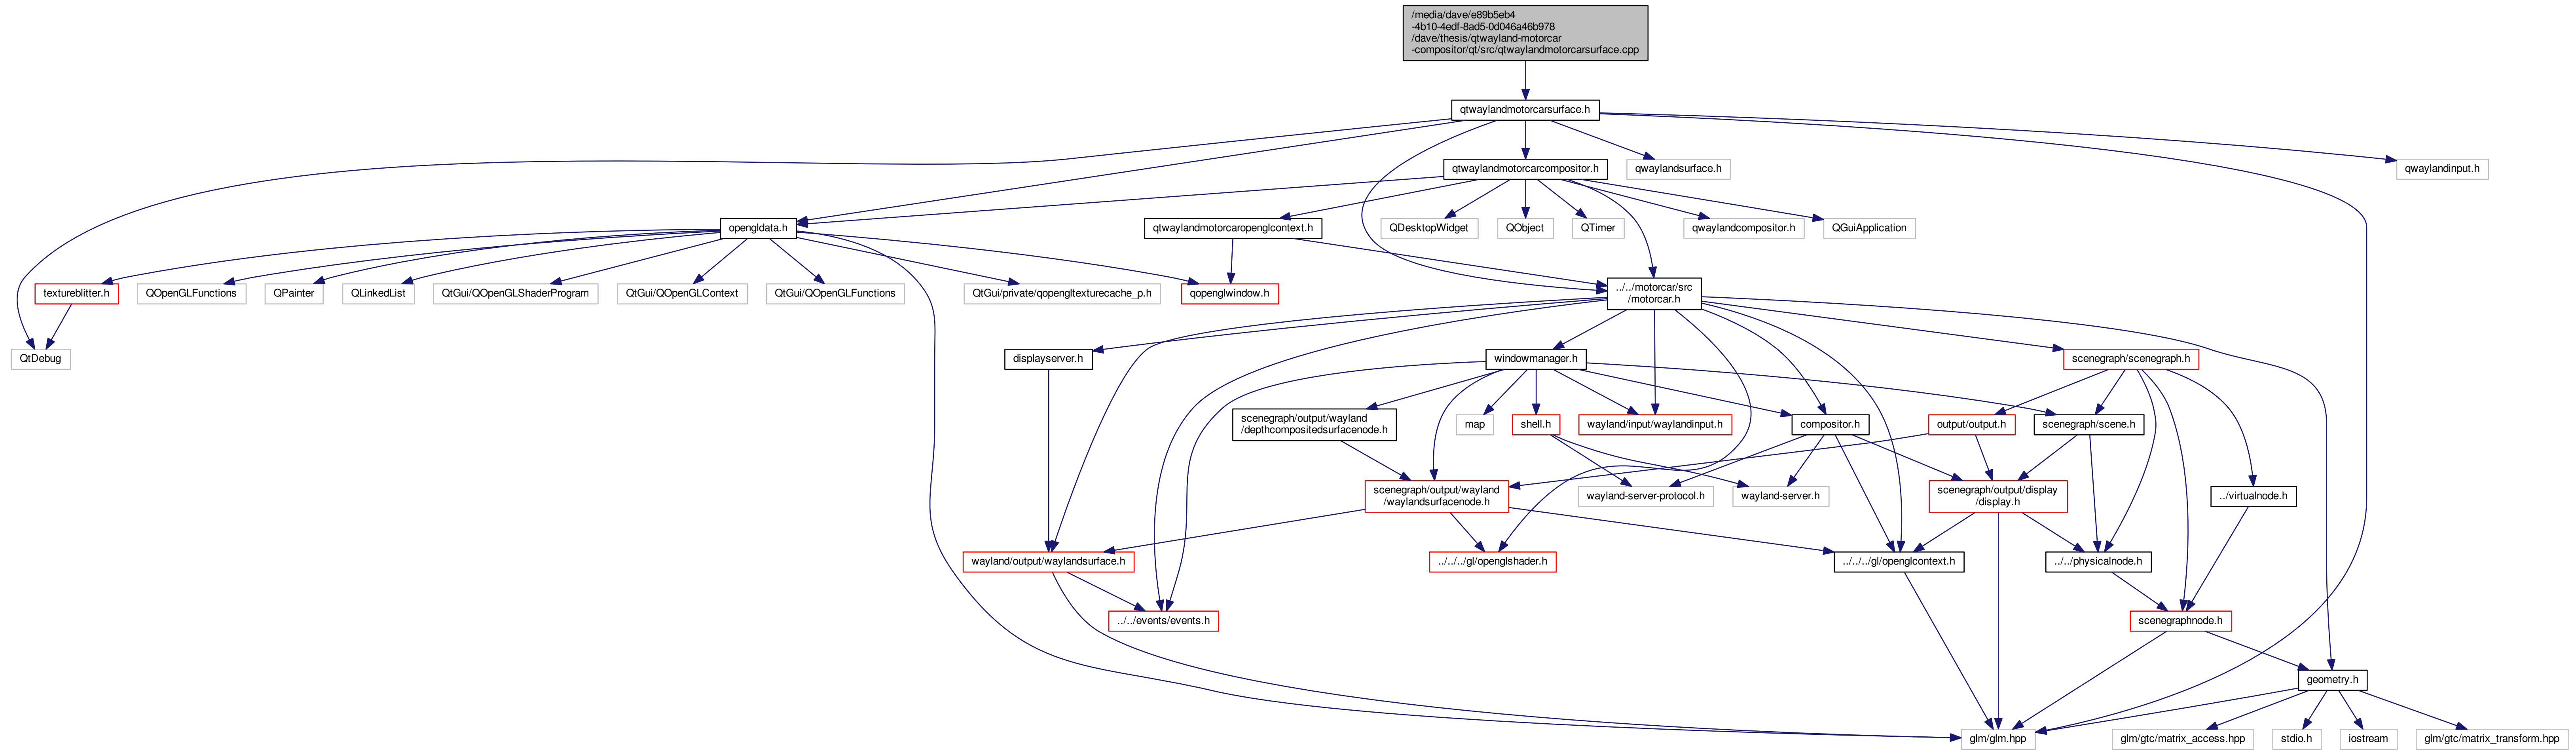 /media/dave/e89b5eb4
-4b10-4edf-8ad5-0d046a46b978
/dave/thesis/qtwayland-motorcar
-compositor/qt/src/qtwaylandmotorcarsurface.cpp
qtwaylandmotorcarsurface.h
qtwaylandmotorcarcompositor.h
qwaylandsurface.h
qwaylandinput.h
opengldata.h
qtwaylandmotorcaropenglcontext.h
QDesktopWidget
QObject
QTimer
qwaylandcompositor.h
QGuiApplication
textureblitter.h
QOpenGLFunctions
QPainter
QLinkedList
QtGui/QOpenGLShaderProgram
QtGui/QOpenGLContext
QtGui/QOpenGLFunctions
QtGui/private/qopengltexturecache_p.h
qopenglwindow.h
../../motorcar/src
/motorcar.h
QtDebug
displayserver.h
windowmanager.h
scenegraph/scenegraph.h
scenegraph/output/wayland
/depthcompositedsurfacenode.h
map
shell.h
wayland/input/waylandinput.h
compositor.h
output/output.h
scenegraph/scene.h
scenegraph/output/wayland
/waylandsurfacenode.h
wayland-server-protocol.h
wayland-server.h
scenegraph/output/display
/display.h
../virtualnode.h
wayland/output/waylandsurface.h
../../../gl/openglshader.h
../../../gl/openglcontext.h
../../physicalnode.h
../../events/events.h
scenegraphnode.h
geometry.h
glm/glm.hpp
glm/gtc/matrix_access.hpp
stdio.h
iostream
glm/gtc/matrix_transform.hpp